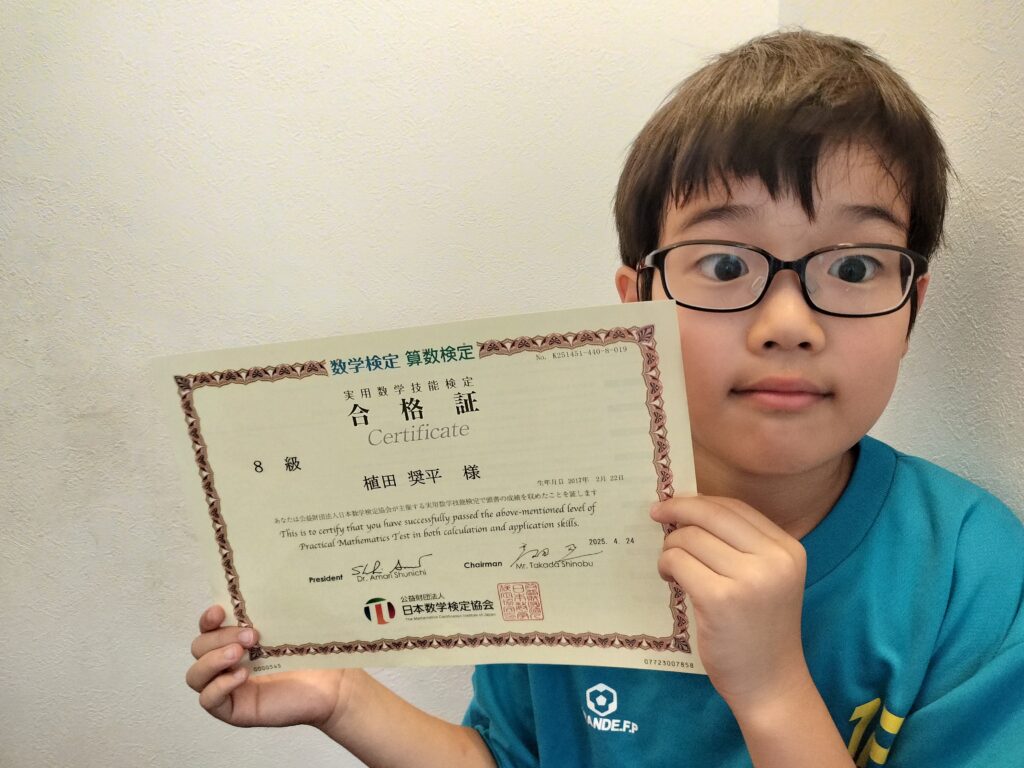 数学検定 算数検定
No. K251451-440-8-019
実用数学技能検定
合格証
Certificate
8 級
植田 奨平 様
生年月日 2017年 2月 22日
あなたは公益財団法人日本数学検定協会が主催する実用数学技能検定で頭書の成績を収めたことを証します
This is to certify that you have successfully passed the above-mentioned level of
Practical Mathematics Test in both calculation and application skills.
2025. 4. 24
President Dr. Amari Shunichi
Chairman Mr. Takada Shinobu
公益財団法人
日本数学検定協会
The Mathematics Certification Institute of Japan
0000545
07723007858
ANDE.F.P